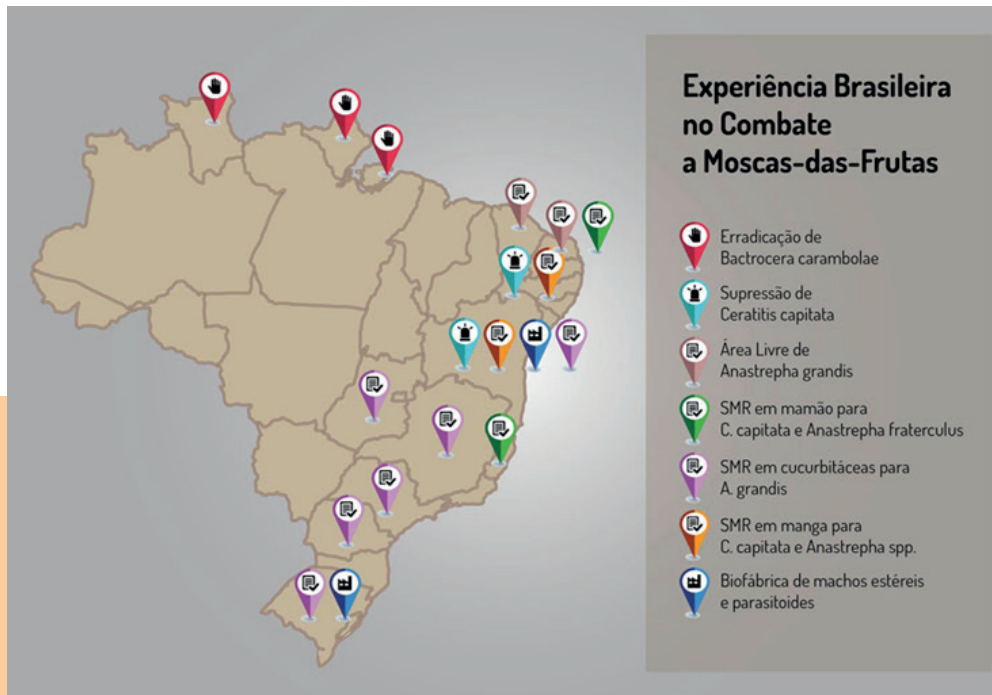 Experiência Brasileira
no Combate
a Moscas-das-Frutas
Erradicação de
Bactrocera carambolae
Supressão de
Ceratitis capitata
Área Livre de
Anastrepha grandis
SMR em mamão para
C. capitata e Anastrepha fraterculus
SMR em cucurbitáceas para
A. grandis
SMR em manga para
C. capitata e Anastrepha spp.
Biofábrica de machos estéreis
e parasitoides